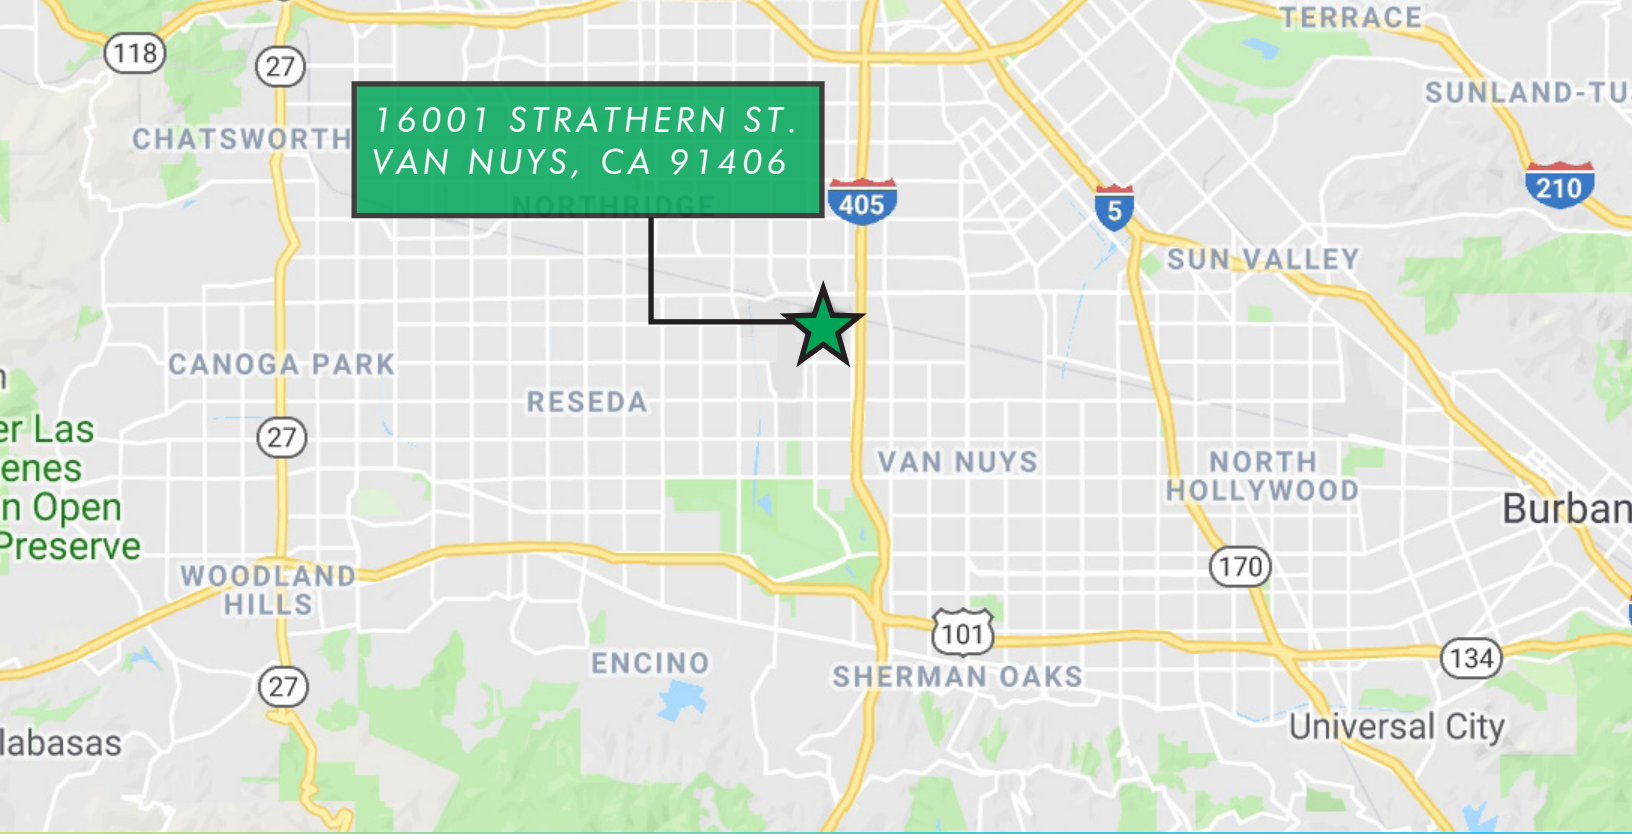 TERRACE
118
27
SUNLAND-TU
16001 STRATHERN ST.
VAN NUYS, CA 91406
CHATSWORTH
NORTHRIDGE
405
5
210
SUN VALLEY
CANOGA PARK
RESEDA
er Las
enes
n Open
Preserve
27
VAN NUYS
NORTH
HOLLYWOOD
Burban
WOODLAND
HILLS
170
101
ENCINO
SHERMAN OAKS
134
27
labasas
Universal City